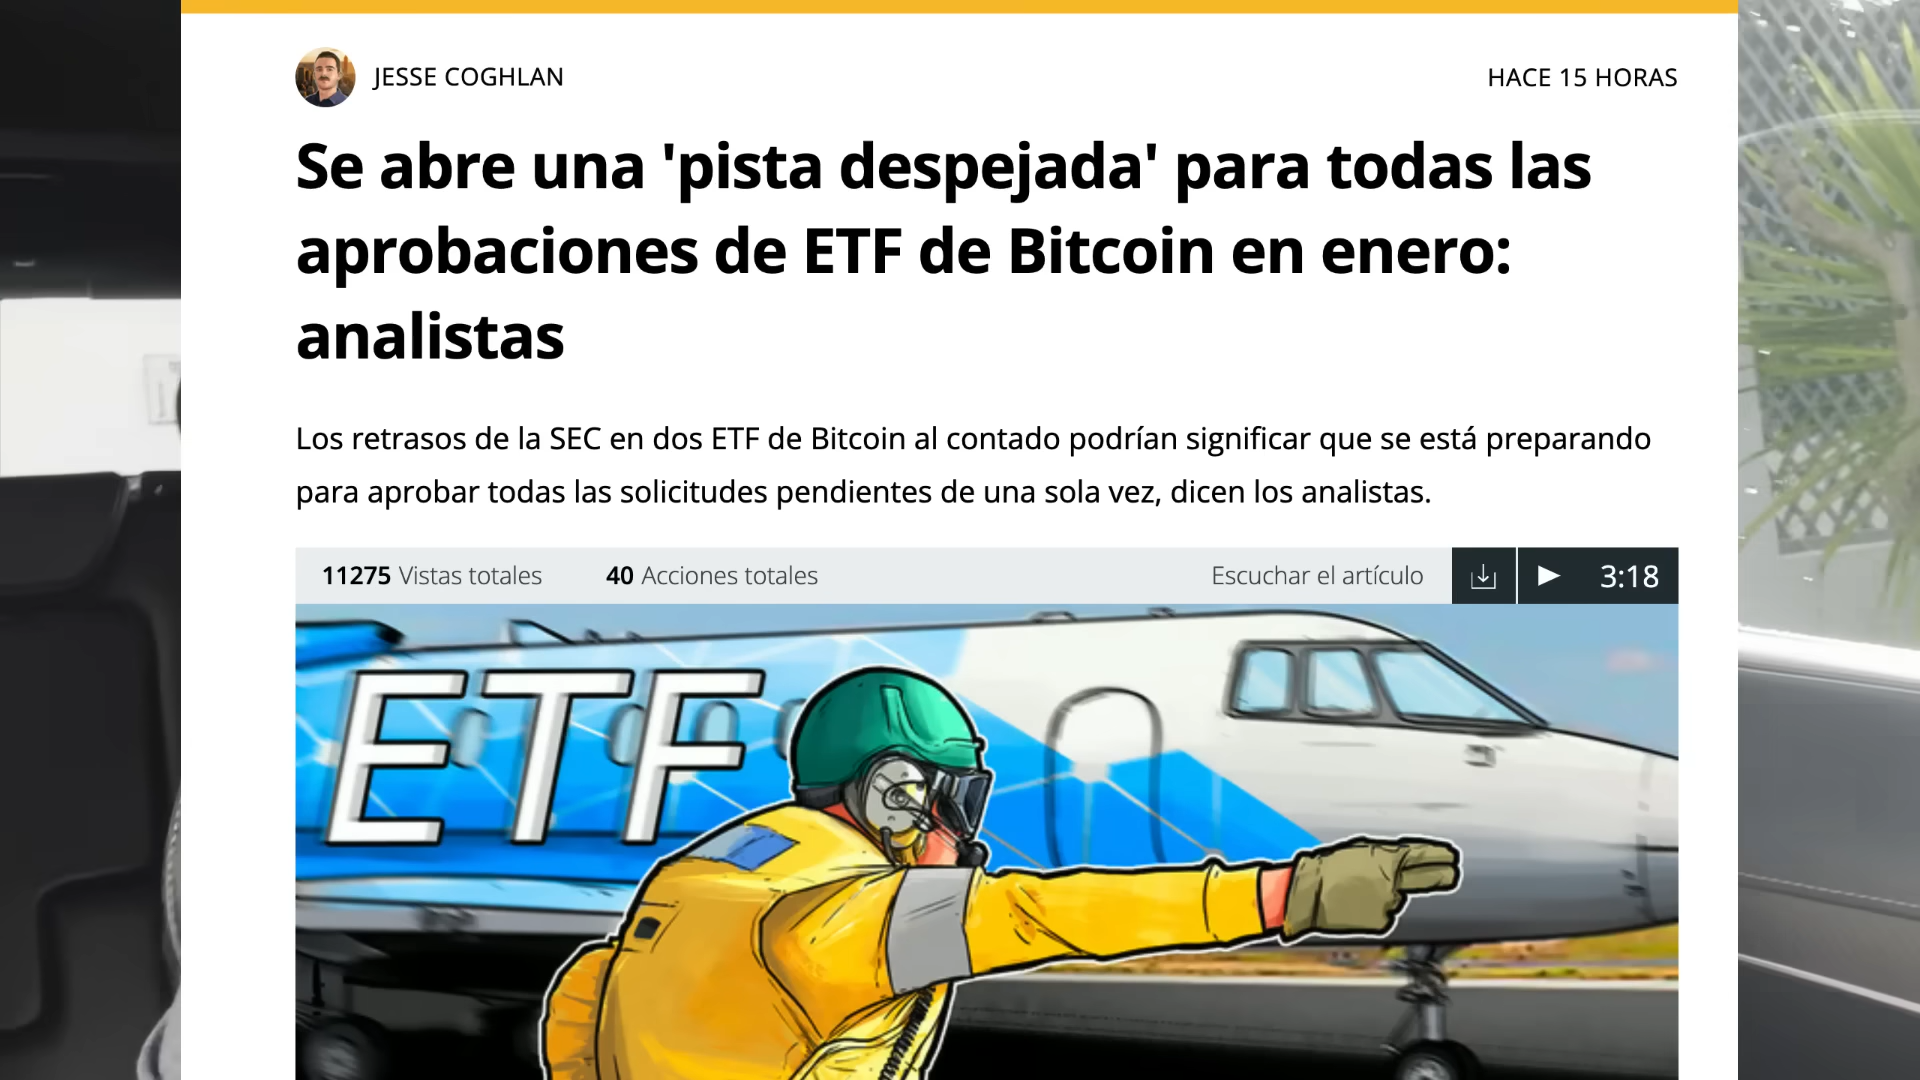 JESSE COGHLAN
HACE 15 HORAS
Se abre una 'pista despejada' para todas las
aprobaciones de ETF de Bitcoin en enero:
analistas
Los retrasos de la SEC en dos ETF de Bitcoin al contado podrían significar que se está preparando
para aprobar todas las solicitudes pendientes de una sola vez, dicen los analistas.
11275 Vistas totales
40 Acciones totales
Escuchar el artículo
3:18
ETF